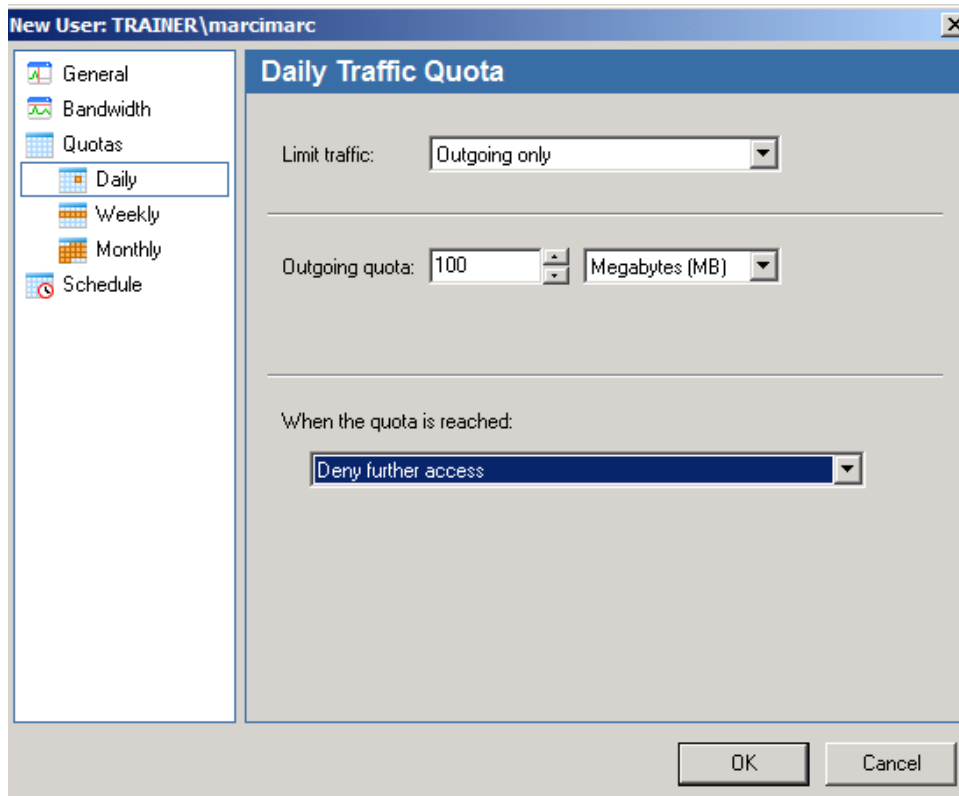 New User: TRAINER\marcimarc
General
Bandwidth
Quotas
Daily
Weekly
Monthly
Schedule
Daily Traffic Quota
Limit traffic: Outgoing only
Outgoing quota: 100 Megabytes (MB)
When the quota is reached:
Deny further access
OK Cancel